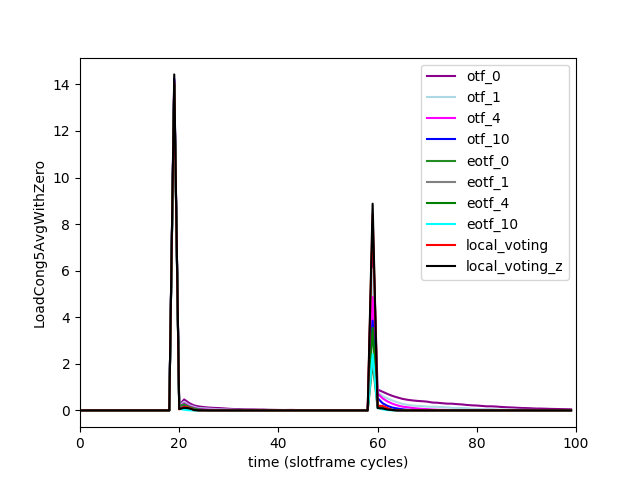 14
12
10
8
6
4
2
0
LoadCong5AvgWithZero
0
20
40
60
80
100
time (slotframe cycles)
otf_0
otf_1
otf_4
otf_10
eotf_0
eotf_1
eotf_4
eotf_10
local_voting
local_voting_z